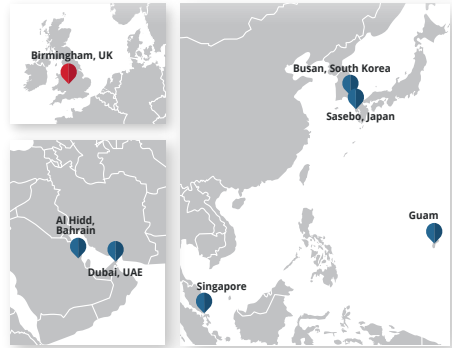 Birmingham, UK
Al Hidd,
Bahrain
Dubai, UAE
Busan, South Korea
Sasebo, Japan
Guam
Singapore